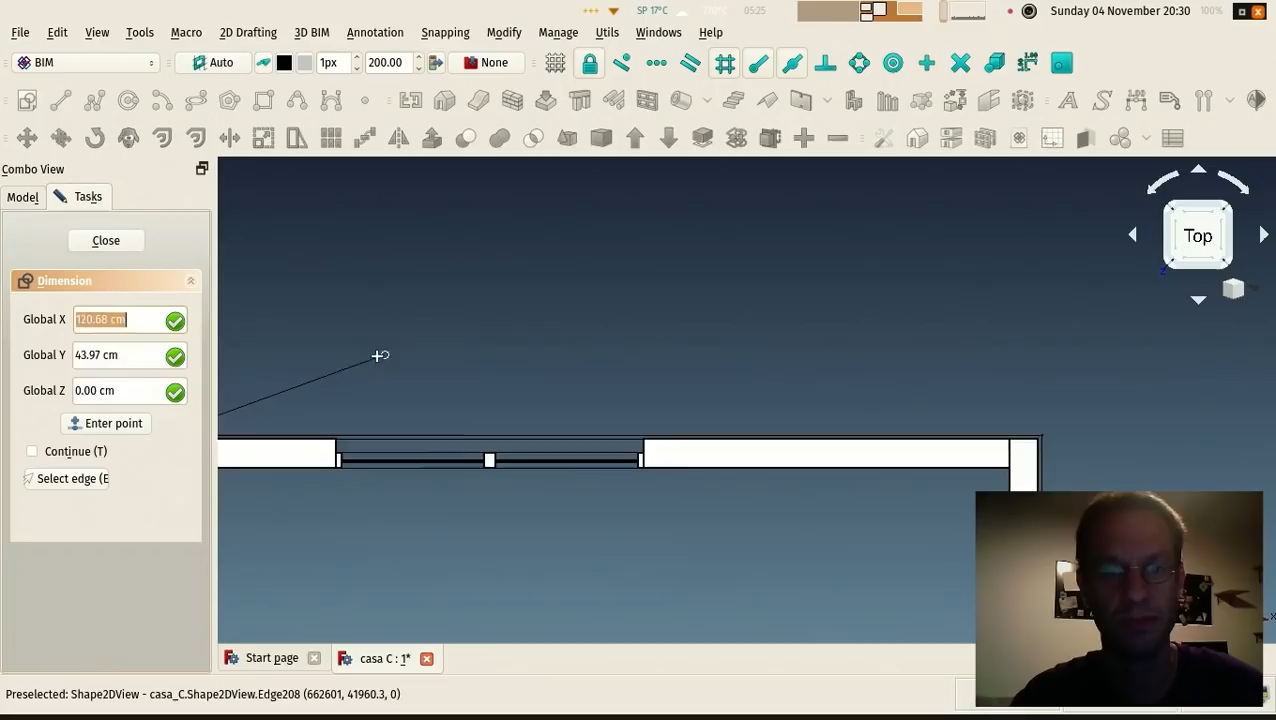 SP 17°C
05:25
Sunday 04 November 20:30
100%
File Edit View Tools Macro 2D Drafting 3D BIM Annotation Snapping Modify Manage Utils Windows Help
BIM
Auto
1px
200.00
None
Combo View
Model
Tasks
Close
Dimension
Global X 120.68 cm
Global Y 43.97 cm
Global Z 0.00 cm
Enter point
Continue (T)
Select edge (E
Top
Start page
casa C : 1*
Preselected: Shape2DView - casa_C.Shape2DView.Edge208 (662601, 41960.3, 0)